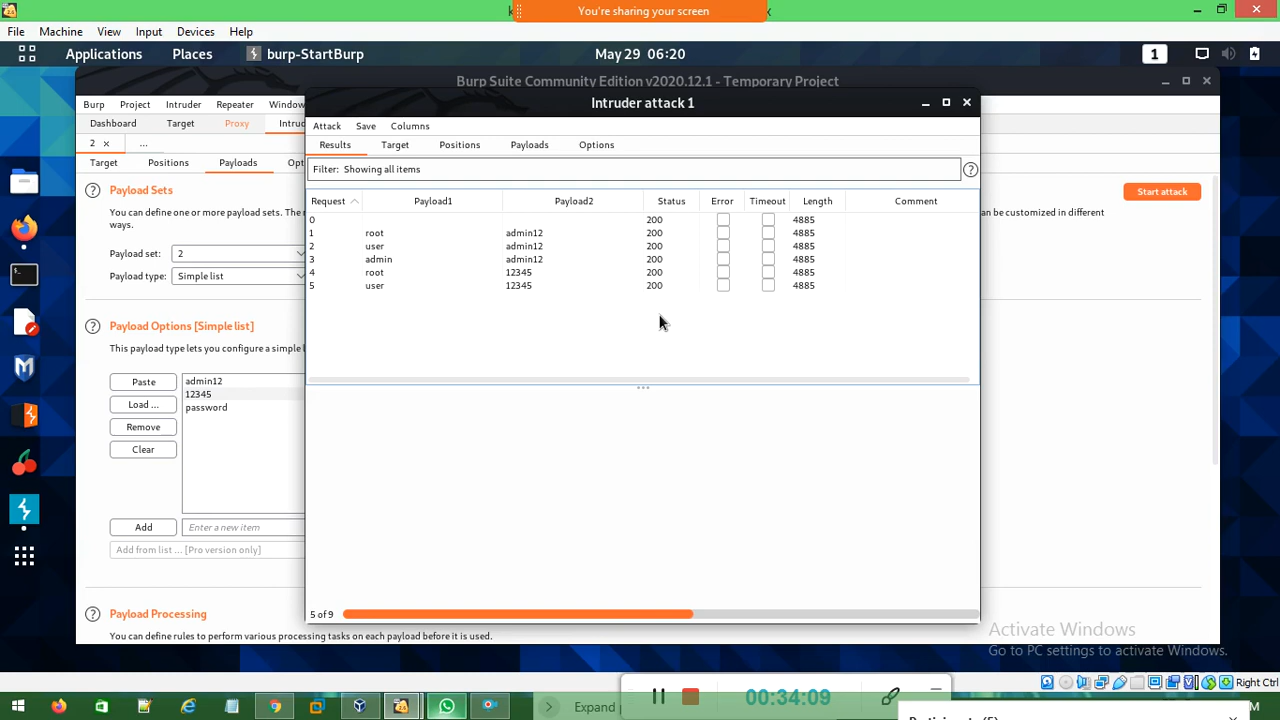 You're sharing your screen
File Machine View Input Devices Help
Applications Places burp-StartBurp May 29 06:20 1
Burp Suite Community Edition v2020.12.1 - Temporary Project
Burp Project Intruder Repeater Window
Intruder attack 1
Dashboard Target Proxy Intru
Attack Save Columns
2 × ...
Results Target Positions Payloads Options
Target Positions Payloads Opt
Filter: Showing all items ?
? Payload Sets
Start attack
You can define one or more payload sets. The n
can be customized in different
ways.
Payload set: 2
Payload type: Simple list
Request Payload1 Payload2 Status Error Timeout Length Comment
0 200 4885
1 root admin12 200 4885
2 user admin12 200 4885
3 admin admin12 200 4885
4 root 12345 200 4885
5 user 12345 200 4885
? Payload Options [Simple list]
This payload type lets you configure a simple l
Paste
Load ...
Remove
Clear
admin12
12345
password
Add Enter a new item
Add from list ... [Pro version only]
? Payload Processing
5 of 9
You can define rules to perform various processing tasks on each payload before it is used.
Activate Windows
Go to PC settings to activate Windows.
Right Ctrl
00:34:09
Expand p
M